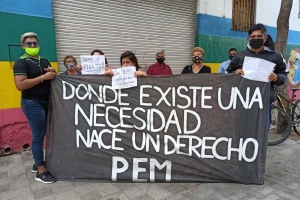 DONDE EXISTE UNA
NECESIDAD
NACE UN DERECHO
PEM